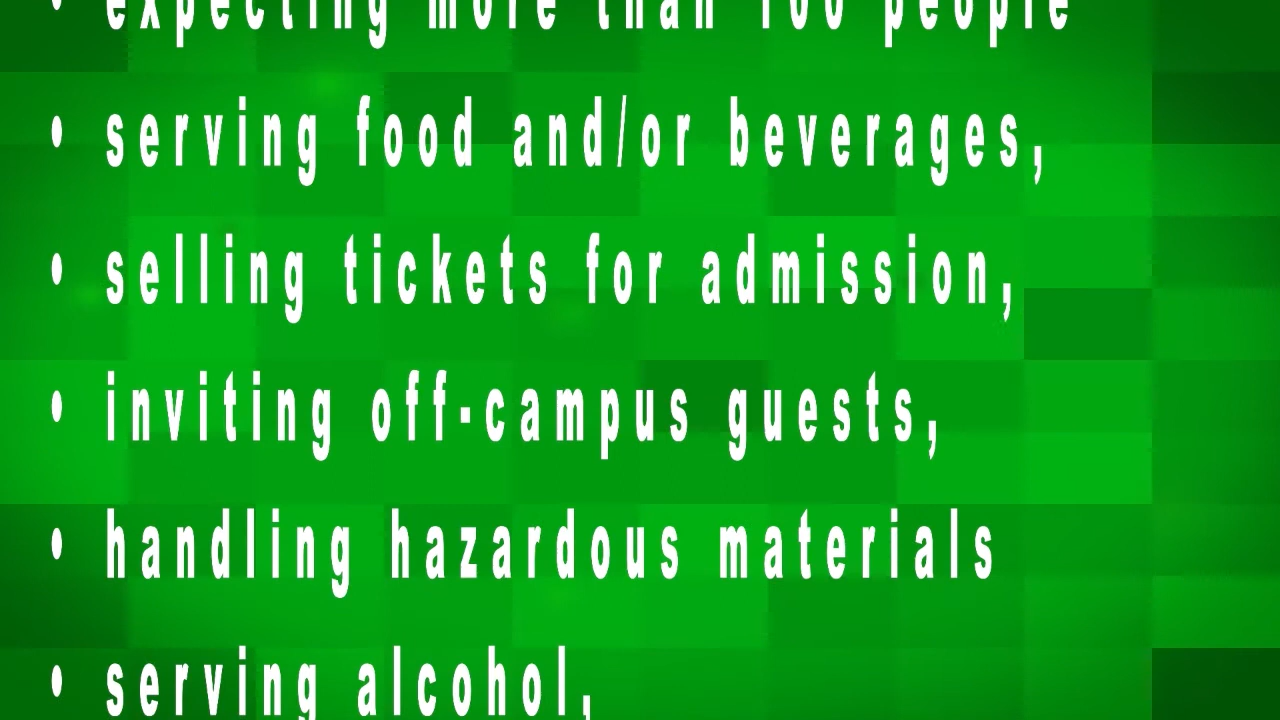 • expecting more than 100 people
• serving food and/or beverages,
• selling tickets for admission,
• inviting off-campus guests,
• handling hazardous materials
• serving alcohol,